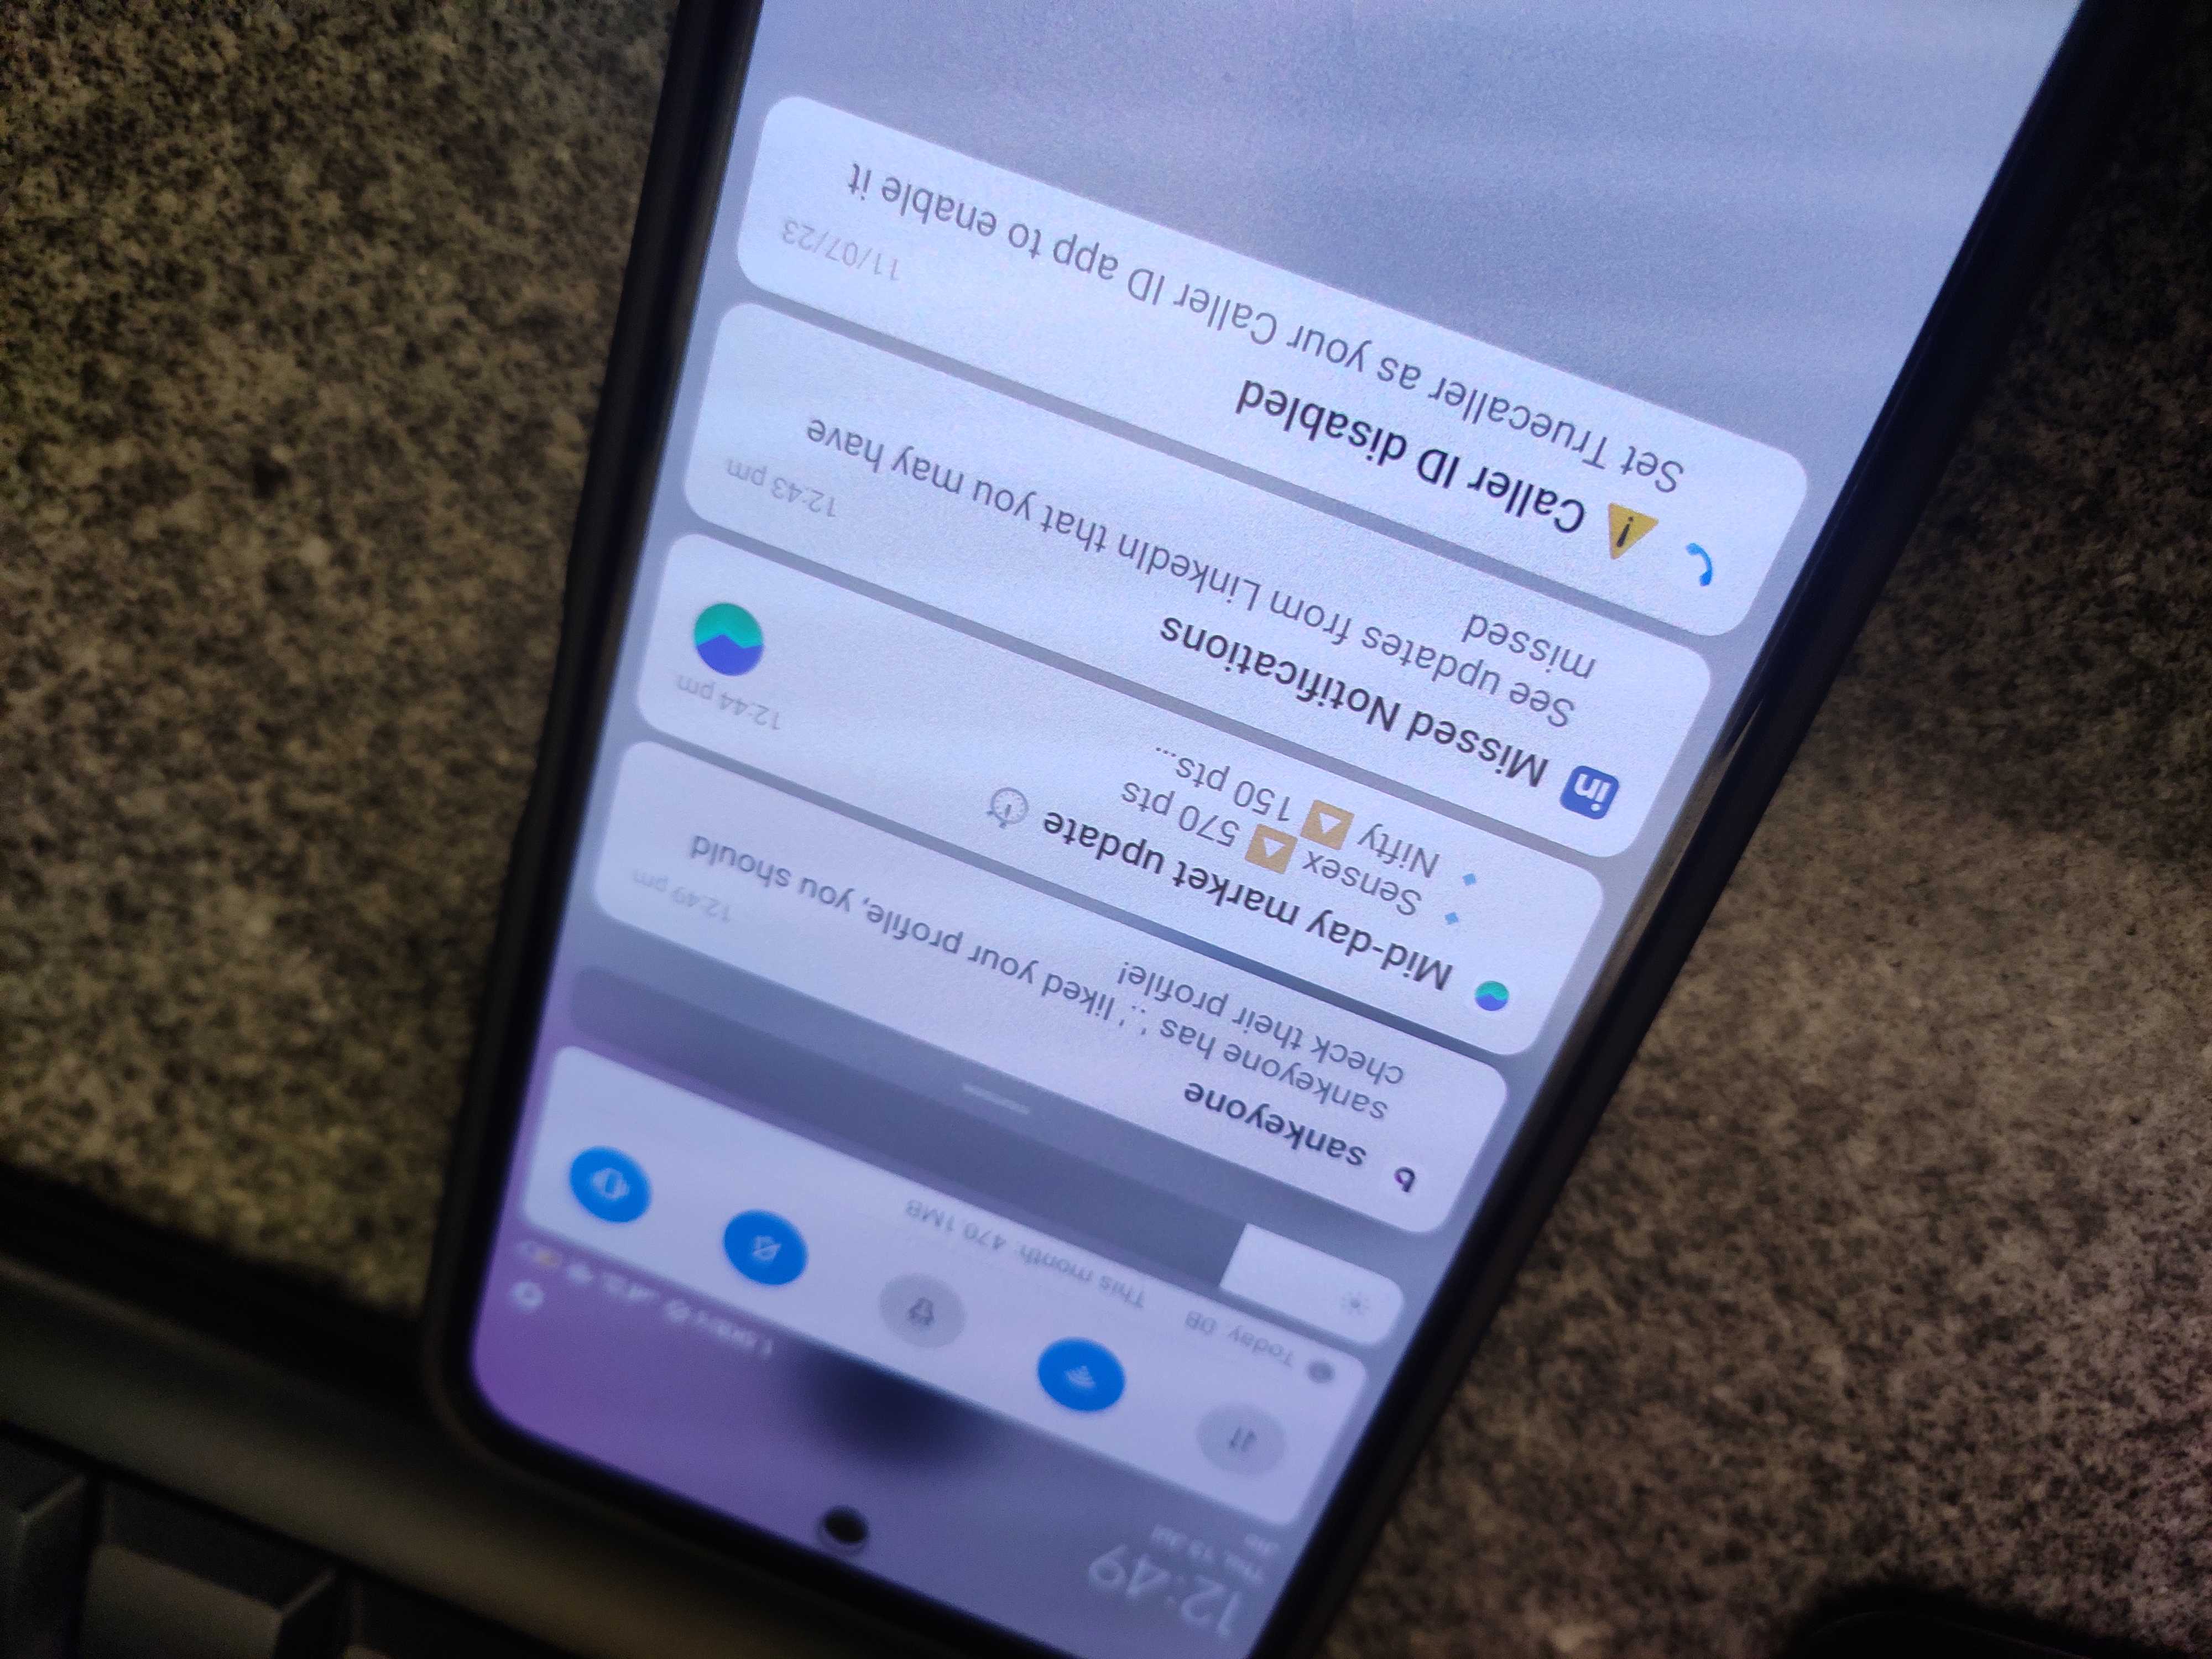 12:49
Today 0B
This month: 470.1MB
b sankeyone
12:49 pm
sankeyone has '.:.' liked your profile, you should
check their profile!
Mid-day market update ⏱
12:44 pm
🔹 Sensex 🔼 570 pts
🔹 Nifty 🔼 150 pts...
in Missed Notifications
12:43 pm
See updates from LinkedIn that you may have
missed
⚠ Caller ID disabled
11/07/23
Set Truecaller as your Caller ID app to enable it